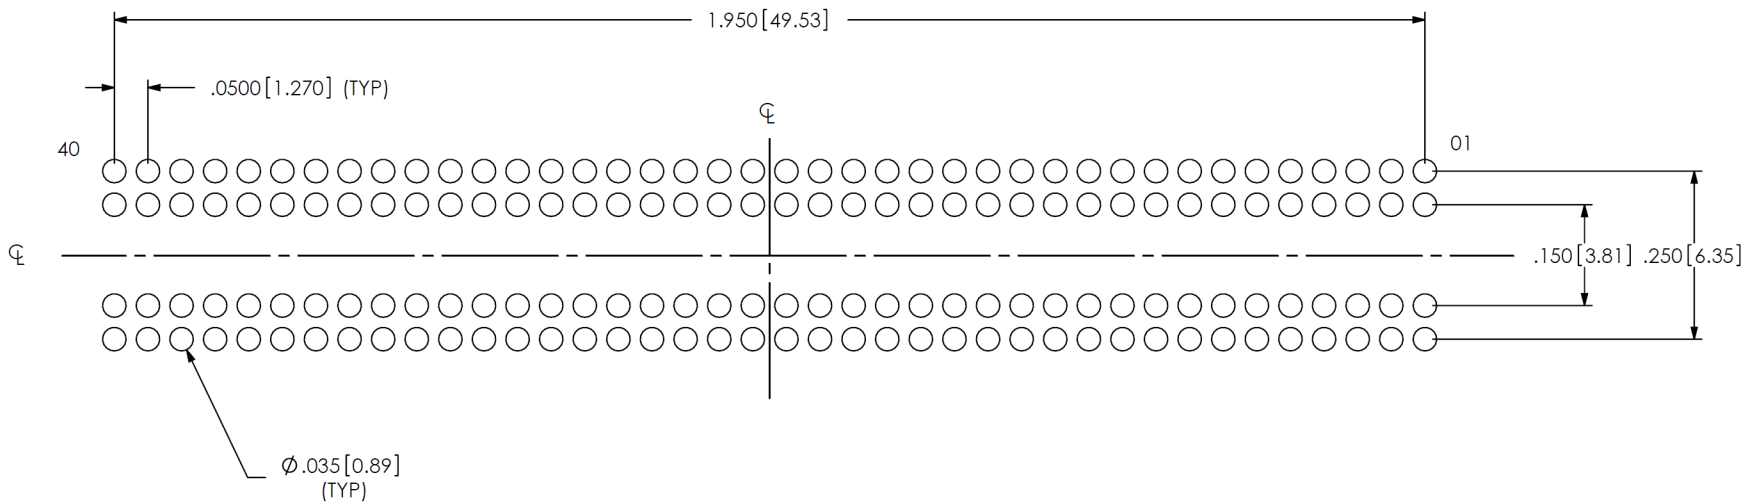 1.950[49.53]
.0500[1.270] (TYP)
℄
40
01
℄
.150[3.81] .250[6.35]
Ø.035[0.89]
(TYP)